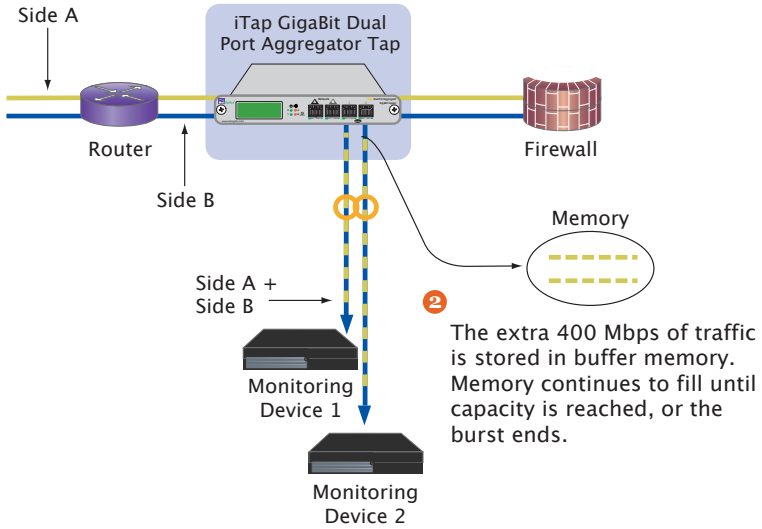 Side A
iTap GigaBit Dual
Port Aggregator Tap
Router
Firewall
Side B
Memory
Side A +
Side B
2
The extra 400 Mbps of traffic
is stored in buffer memory.
Memory continues to fill until
capacity is reached, or the
burst ends.
Monitoring
Device 1
Monitoring
Device 2